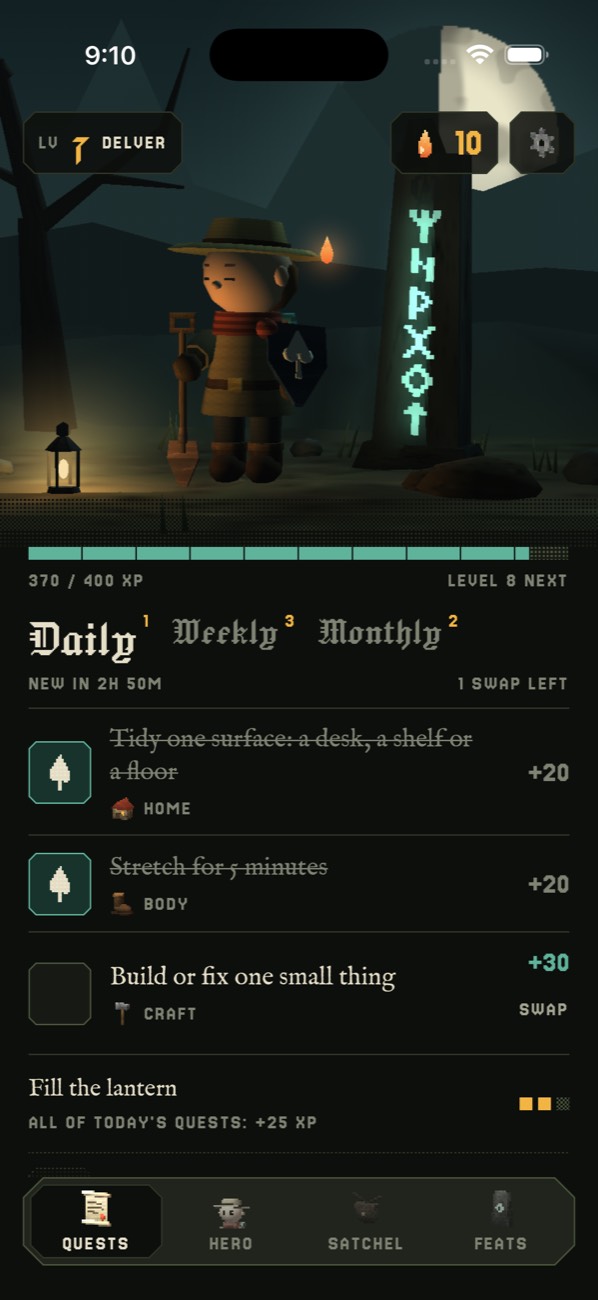 9:10
LV 7 DELVER
10
ᛉ
ᚺ
ᚹ
ᚷ
ᛜ
ᛏ
370 / 400 XP
LEVEL 8 NEXT
Daily 1
Weekly 3
Monthly 2
NEW IN 2H 50M
1 SWAP LEFT
Tidy one surface: a desk, a shelf or
a floor
HOME
+20
Stretch for 5 minutes
BODY
+20
Build or fix one small thing
CRAFT
+30
SWAP
Fill the lantern
ALL OF TODAY'S QUESTS: +25 XP
QUESTS
HERO
SATCHEL
FEATS